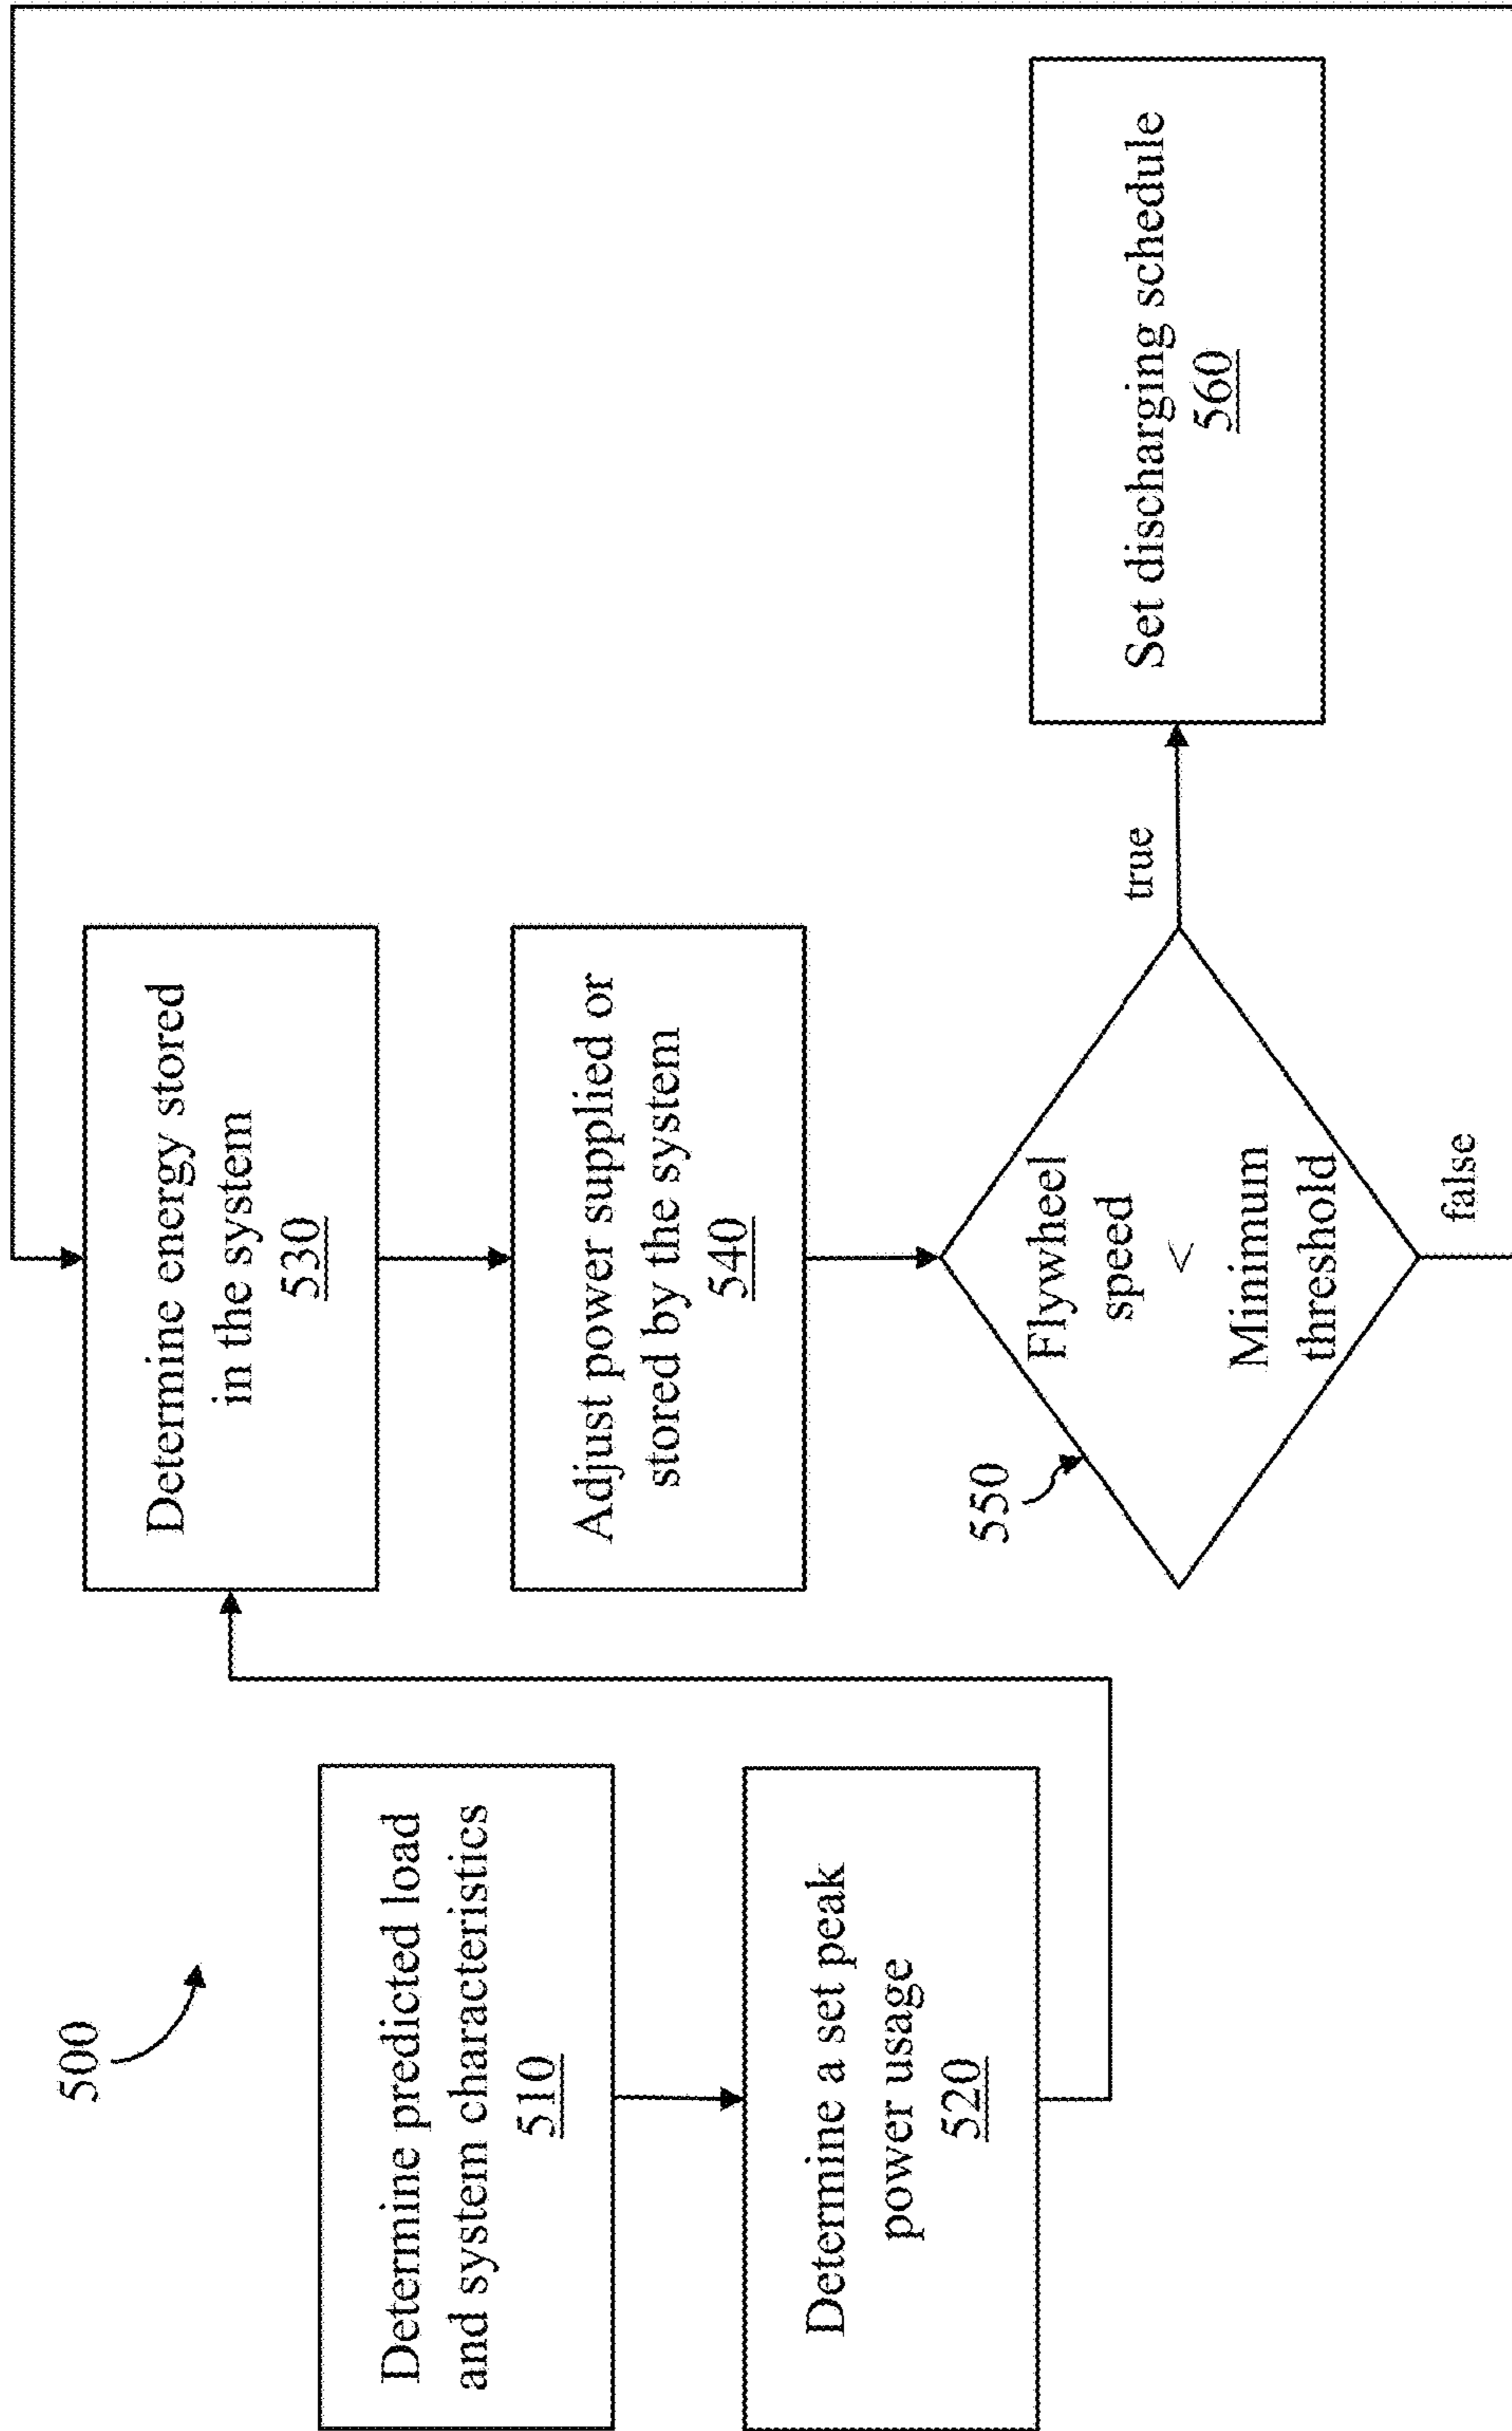 500
Determine predicted load
and system characteristics
510
Determine a set peak
power usage
520
Determine energy stored
in the system
530
Adjust power supplied or
stored by the system
540
550
Flywheel
speed
<
Minimum
threshold
true
false
Set discharging schedule
560